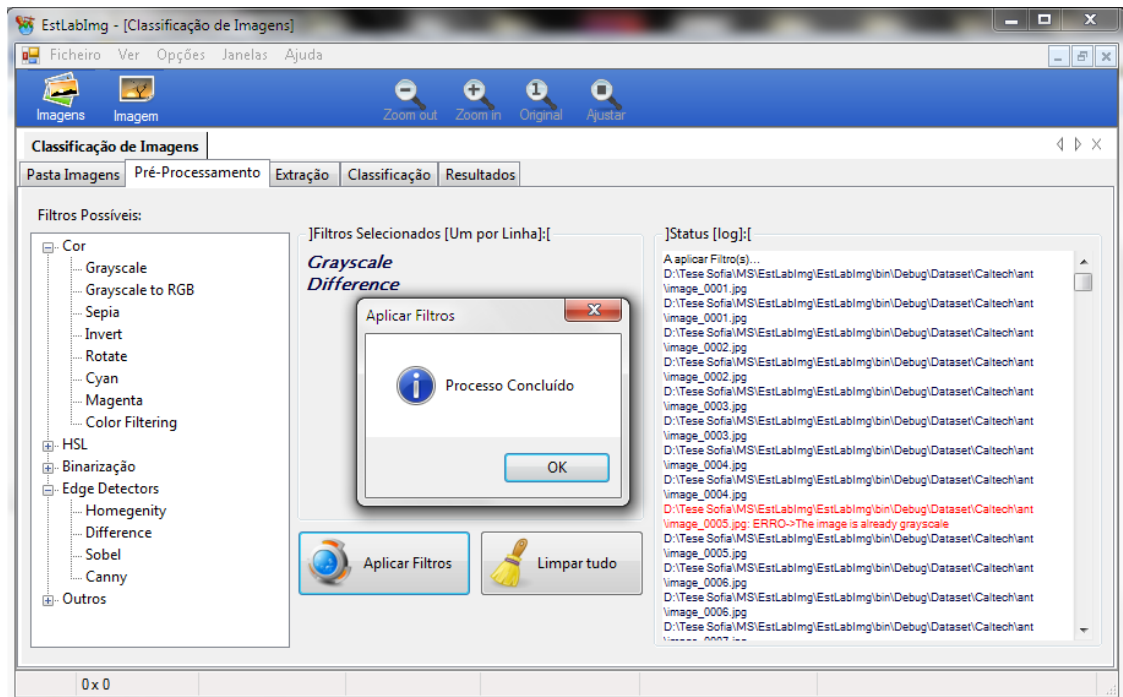 EstLabImg - [Classificação de Imagens]
Ficheiro Ver Opções Janelas Ajuda
Imagens Imagem Zoom out Zoom in Original Ajustar
Classificação de Imagens
Pasta Imagens Pré-Processamento Extração Classificação Resultados
Filtros Possíveis:
Cor
Grayscale
Grayscale to RGB
Sepia
Invert
Rotate
Cyan
Magenta
Color Filtering
HSL
Binarização
Edge Detectors
Homegenity
Difference
Sobel
Canny
Outros
]Filtros Selecionados [Um por Linha]:[
Grayscale
Difference
Aplicar Filtros
Processo Concluído
OK
Aplicar Filtros
Limpar tudo
]Status [log]:[
A aplicar Filtro(s)...
D:\Tese Sofia\MS\EstLabImg\EstLabImg\bin\Debug\Dataset\Caltech\ant
\image_0001.jpg
D:\Tese Sofia\MS\EstLabImg\EstLabImg\bin\Debug\Dataset\Caltech\ant
\image_0001.jpg
D:\Tese Sofia\MS\EstLabImg\EstLabImg\bin\Debug\Dataset\Caltech\ant
\image_0002.jpg
D:\Tese Sofia\MS\EstLabImg\EstLabImg\bin\Debug\Dataset\Caltech\ant
\image_0002.jpg
D:\Tese Sofia\MS\EstLabImg\EstLabImg\bin\Debug\Dataset\Caltech\ant
\image_0003.jpg
D:\Tese Sofia\MS\EstLabImg\EstLabImg\bin\Debug\Dataset\Caltech\ant
\image_0003.jpg
D:\Tese Sofia\MS\EstLabImg\EstLabImg\bin\Debug\Dataset\Caltech\ant
\image_0004.jpg
D:\Tese Sofia\MS\EstLabImg\EstLabImg\bin\Debug\Dataset\Caltech\ant
\image_0004.jpg
D:\Tese Sofia\MS\EstLabImg\EstLabImg\bin\Debug\Dataset\Caltech\ant
\image_0005.jpg: ERRO->The image is already grayscale
D:\Tese Sofia\MS\EstLabImg\EstLabImg\bin\Debug\Dataset\Caltech\ant
\image_0005.jpg
D:\Tese Sofia\MS\EstLabImg\EstLabImg\bin\Debug\Dataset\Caltech\ant
\image_0006.jpg
D:\Tese Sofia\MS\EstLabImg\EstLabImg\bin\Debug\Dataset\Caltech\ant
\image_0006.jpg
D:\Tese Sofia\MS\EstLabImg\EstLabImg\bin\Debug\Dataset\Caltech\ant
0 x 0